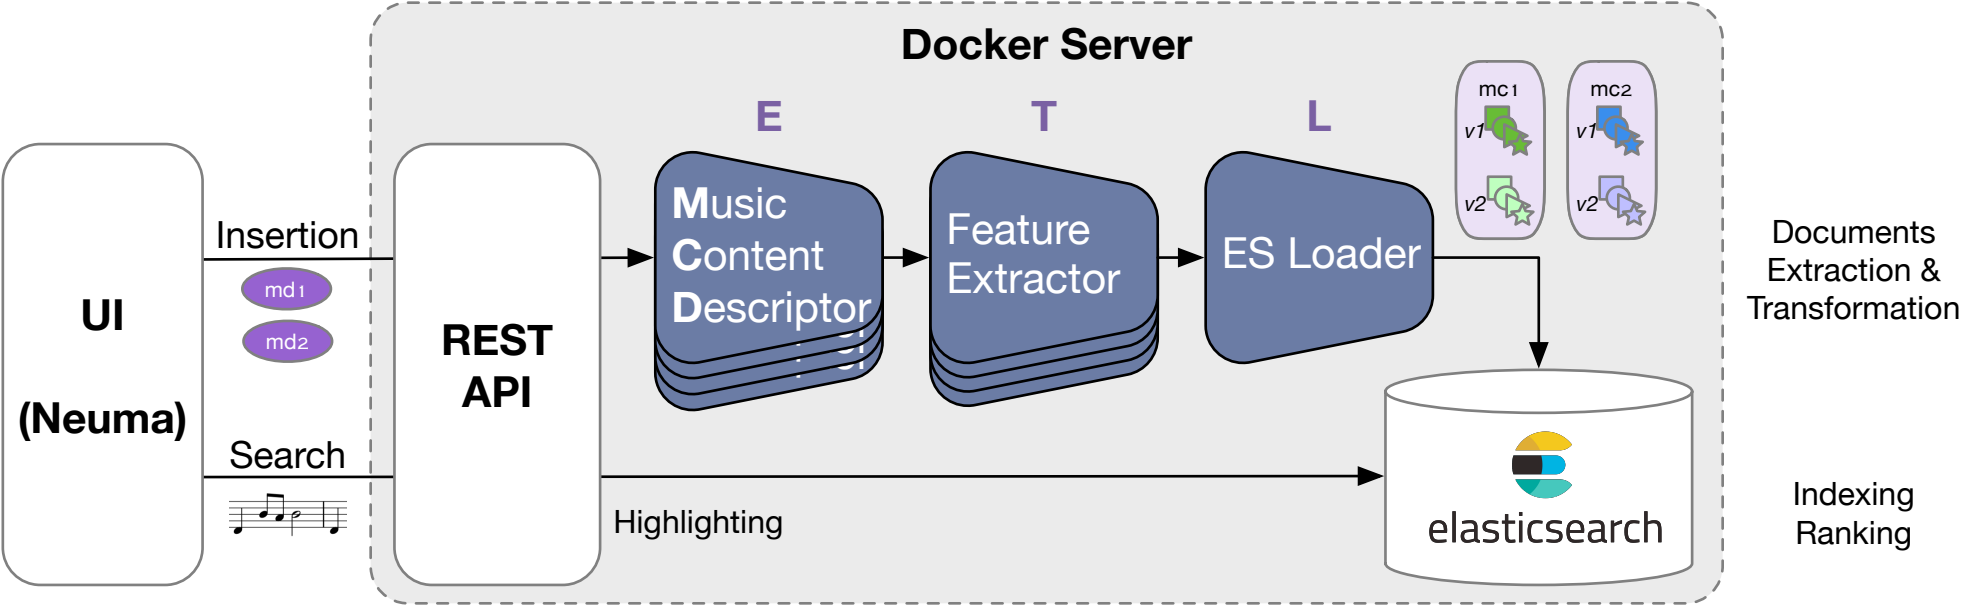 Docker Server
E
T
L
mc1
v1
v2
mc2
v1
v2
UI
(Neuma)
Insertion
md1
md2
Search
REST
API
Music
Content
Descriptor
Feature
Extractor
ES Loader
Highlighting
elasticsearch
Documents
Extraction &
Transformation
Indexing
Ranking